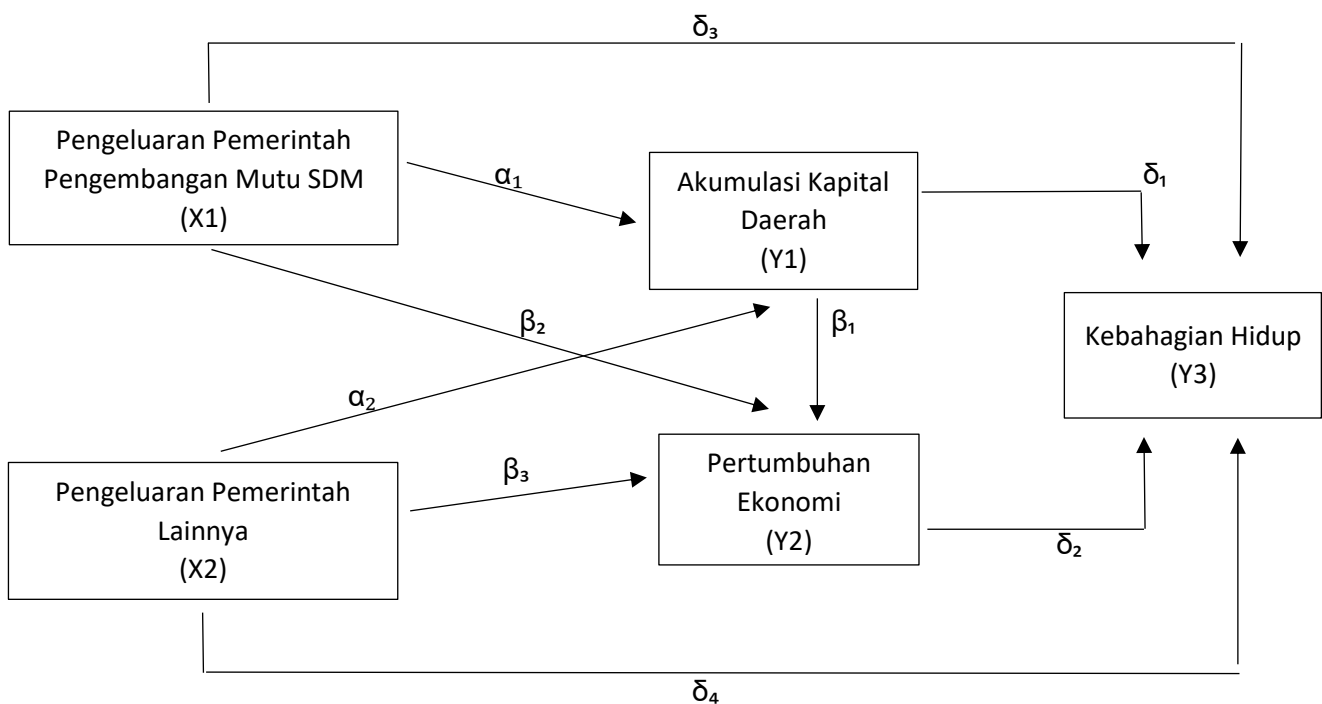 δ₃
Pengeluaran Pemerintah
Pengembangan Mutu SDM
(X1)
α₁
Akumulasi Kapital
Daerah
(Y1)
δ₁
β₂
β₁
Kebahagian Hidup
(Y3)
α₂
Pengeluaran Pemerintah
Lainnya
(X2)
β₃
Pertumbuhan
Ekonomi
(Y2)
δ₂
δ₄